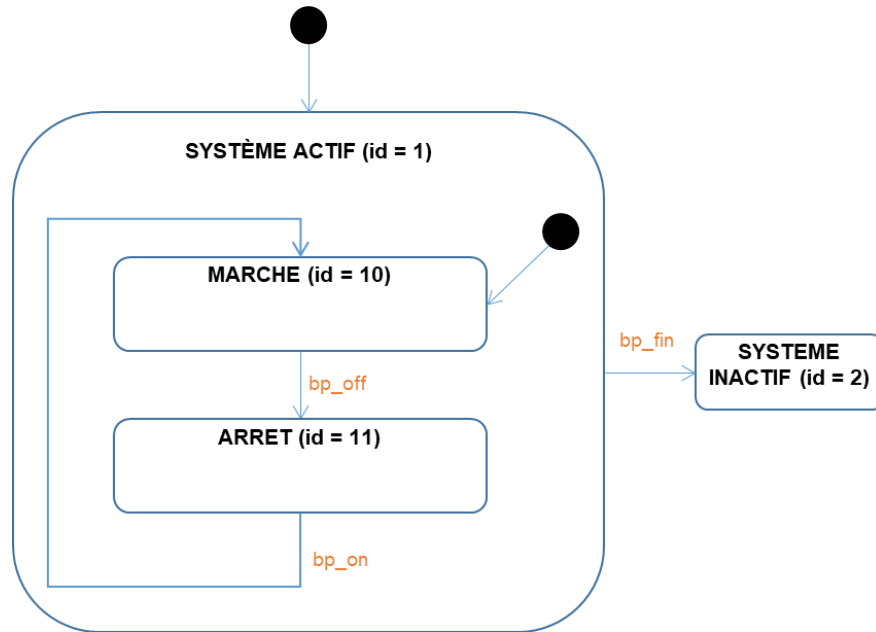 SYSTÈME ACTIF (id = 1)
MARCHE (id = 10)
bp_off
ARRET (id = 11)
bp_on
bp_fin
SYSTEME
INACTIF (id = 2)